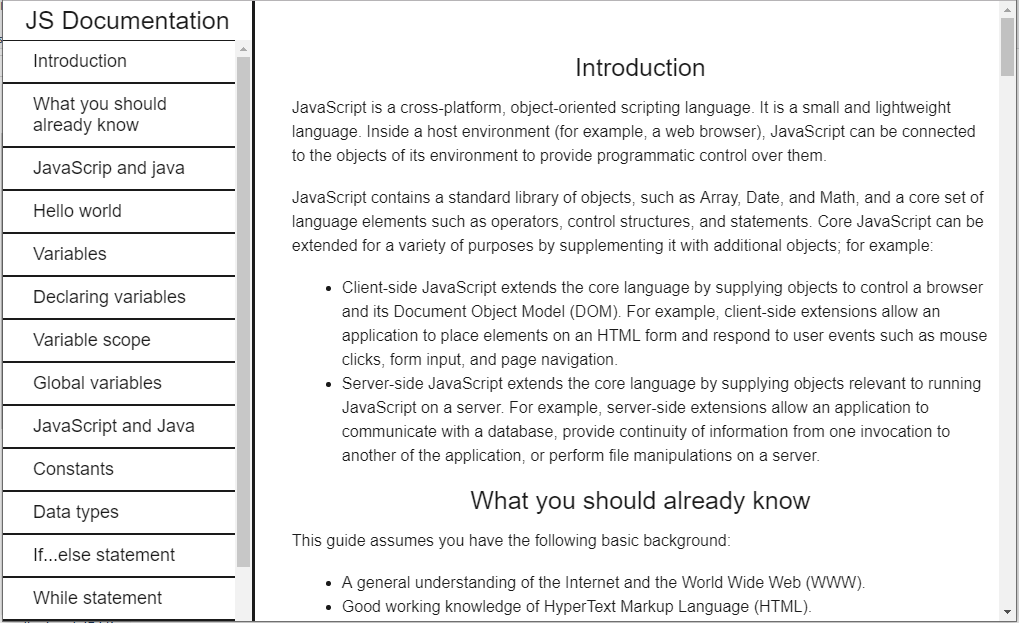 JS Documentation
Introduction
What you should
already know
JavaScrip and java
Hello world
Variables
Declaring variables
Variable scope
Global variables
JavaScript and Java
Constants
Data types
If...else statement
While statement
Introduction
JavaScript is a cross-platform, object-oriented scripting language. It is a small and lightweight
language. Inside a host environment (for example, a web browser), JavaScript can be connected
to the objects of its environment to provide programmatic control over them.
JavaScript contains a standard library of objects, such as Array, Date, and Math, and a core set of
language elements such as operators, control structures, and statements. Core JavaScript can be
extended for a variety of purposes by supplementing it with additional objects; for example:
• Client-side JavaScript extends the core language by supplying objects to control a browser
and its Document Object Model (DOM). For example, client-side extensions allow an
application to place elements on an HTML form and respond to user events such as mouse
clicks, form input, and page navigation.
• Server-side JavaScript extends the core language by supplying objects relevant to running
JavaScript on a server. For example, server-side extensions allow an application to
communicate with a database, provide continuity of information from one invocation to
another of the application, or perform file manipulations on a server.
What you should already know
This guide assumes you have the following basic background:
• A general understanding of the Internet and the World Wide Web (WWW).
• Good working knowledge of HyperText Markup Language (HTML).